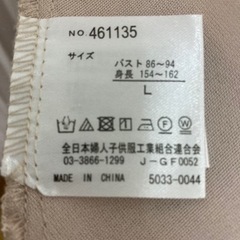 NO. 461135
サイズ
バスト 86~94
身長 154~162
L
全日本婦人子供服工業組合連合会
03-3866-1299 J-GF0052
MADE IN CHINA 5033-0044